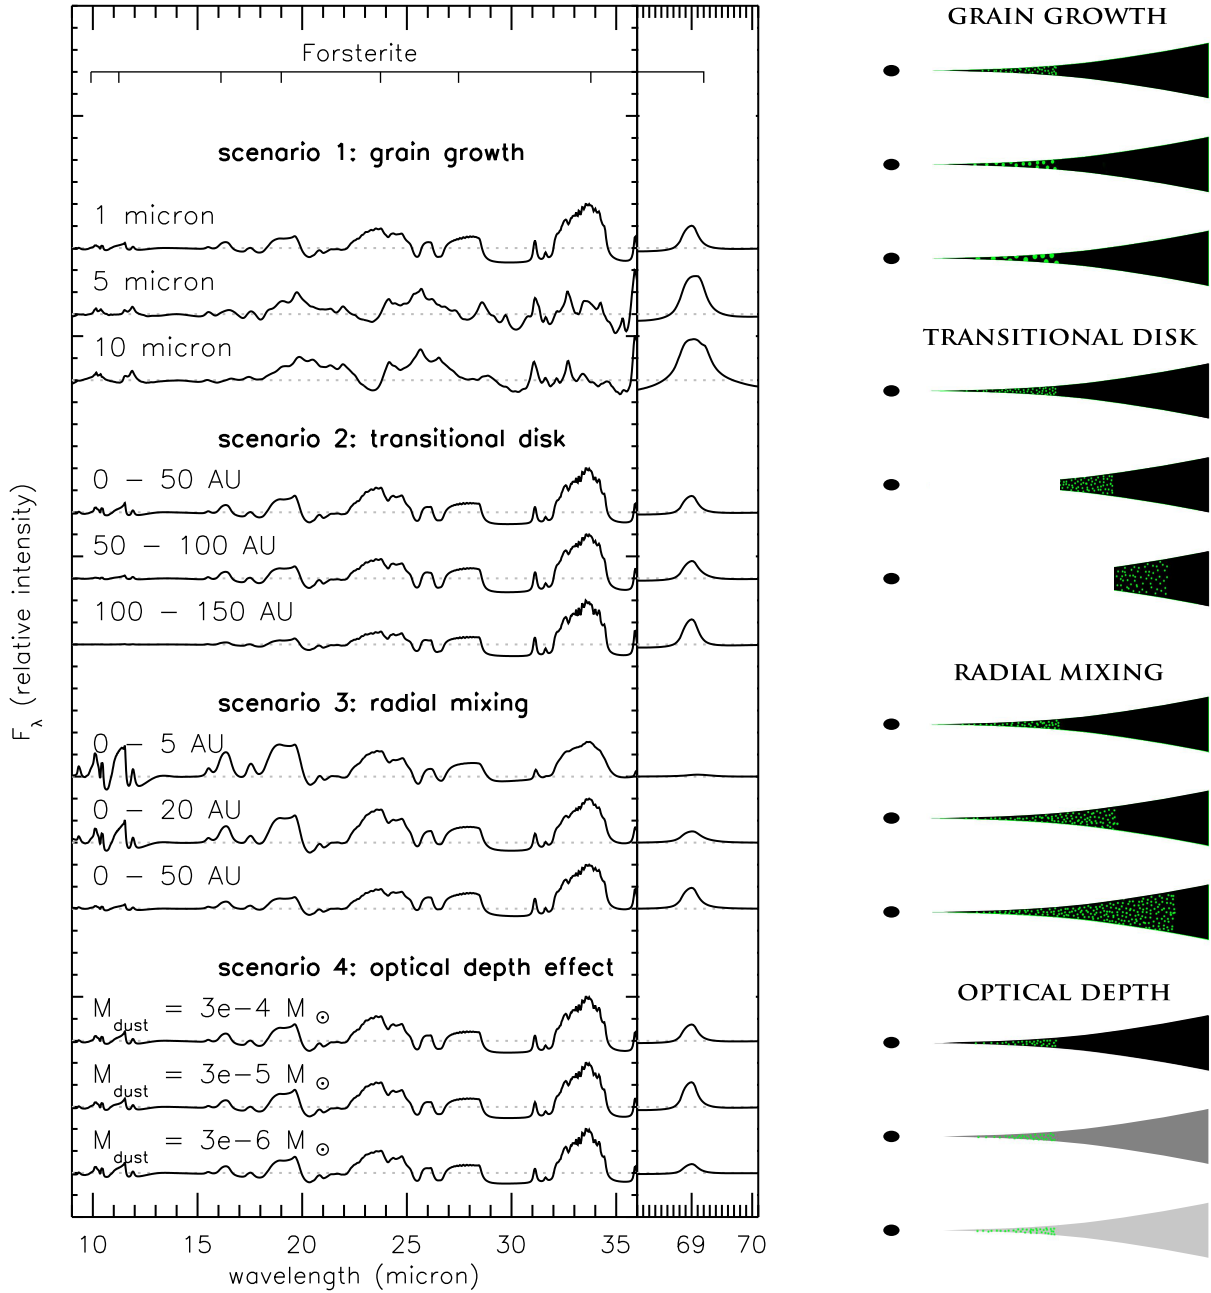 Forsterite
scenario 1: grain growth
1 micron
5 micron
10 micron
scenario 2: transitional disk
0 – 50 AU
50 – 100 AU
100 – 150 AU
scenario 3: radial mixing
0 – 5 AU
0 – 20 AU
0 – 50 AU
scenario 4: optical depth effect
M dust = 3e–4 M ⊙
M dust = 3e–5 M ⊙
M dust = 3e–6 M ⊙
10 15 20 25 30 35 69 70
wavelength (micron)
F λ (relative intensity)
GRAIN GROWTH
TRANSITIONAL DISK
RADIAL MIXING
OPTICAL DEPTH